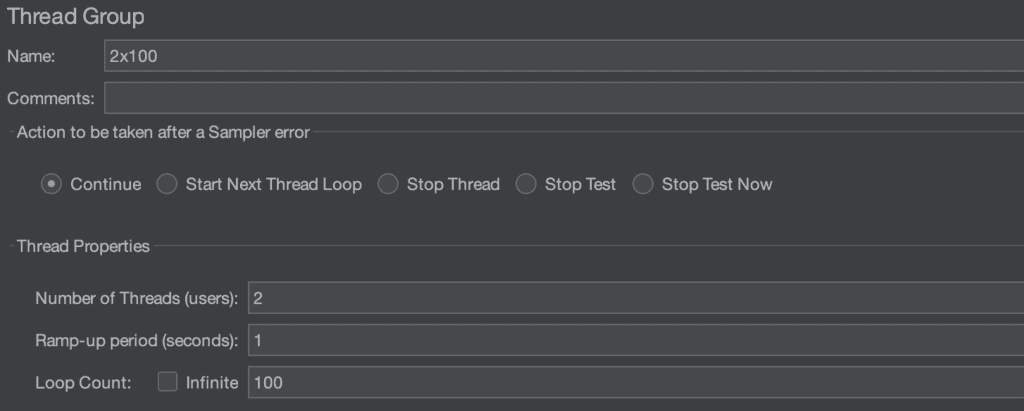 Thread Group
Name: 2x100
Comments:
Action to be taken after a Sampler error
Continue Start Next Thread Loop Stop Thread Stop Test Stop Test Now
Thread Properties
Number of Threads (users): 2
Ramp-up period (seconds): 1
Loop Count: Infinite 100